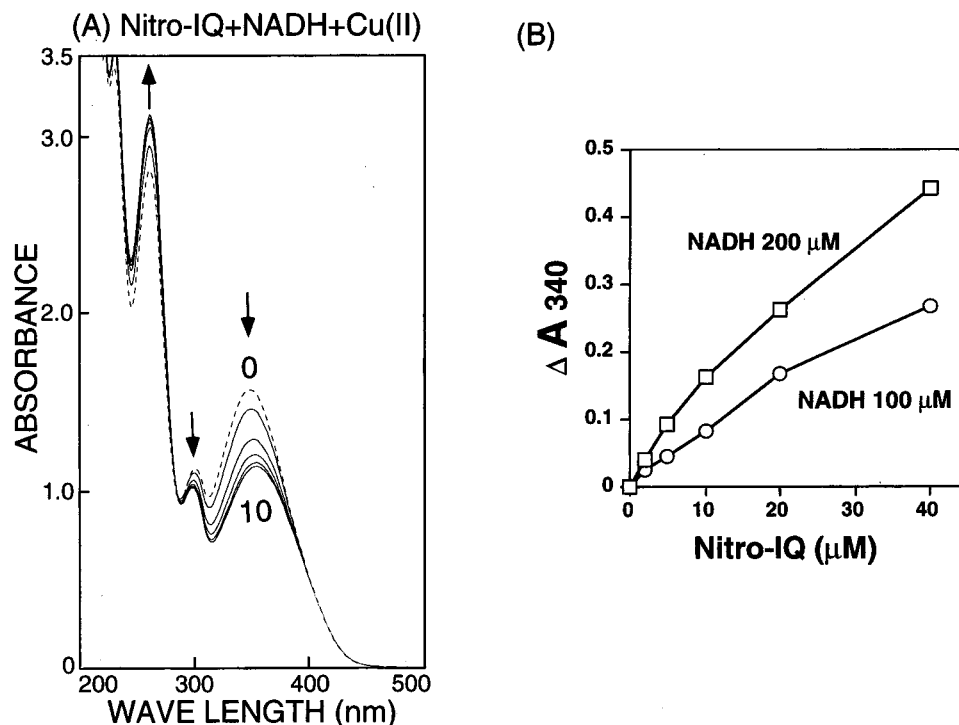 (A) Nitro-IQ+NADH+Cu(II)
ABSORBANCE
3.5
3.0
2.0
1.0
0
0
10
200
300
400
500
WAVE LENGTH (nm)
(B)
Δ A 340
0.5
0.4
0.3
0.2
0.1
0
NADH 200 μM
NADH 100 μM
0
10
20
30
40
Nitro-IQ (μM)